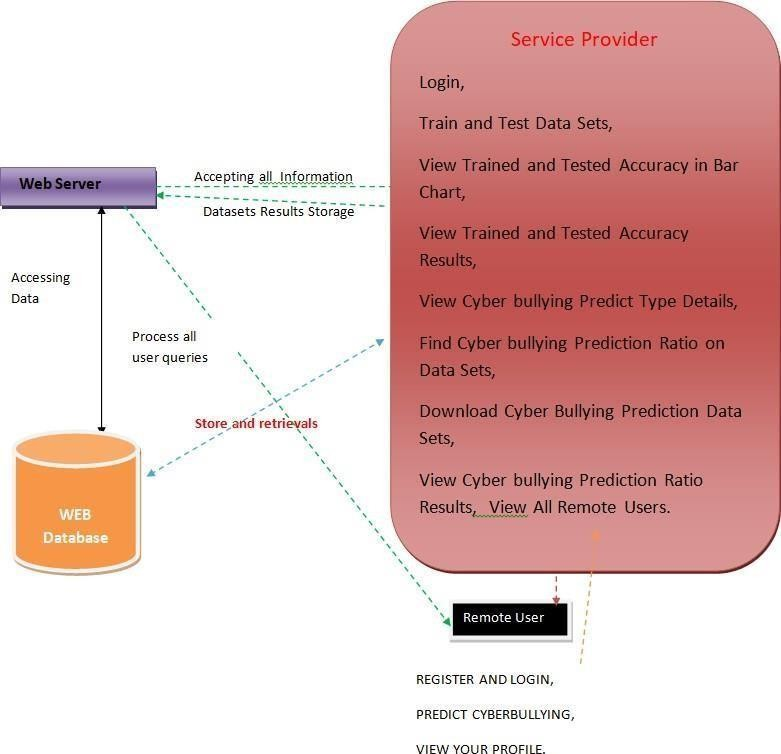 Service Provider
Login,
Train and Test Data Sets,
View Trained and Tested Accuracy in Bar
Chart,
View Trained and Tested Accuracy
Results,
View Cyber bullying Predict Type Details,
Find Cyber bullying Prediction Ratio on
Data Sets,
Download Cyber Bullying Prediction Data
Sets,
View Cyber bullying Prediction Ratio
Results, View All Remote Users.
Web Server
Accepting all Information
Datasets Results Storage
Accessing
Data
Process all
user queries
Store and retrievals
WEB
Database
Remote User
REGISTER AND LOGIN,
PREDICT CYBERBULLYING,
VIEW YOUR PROFILE.